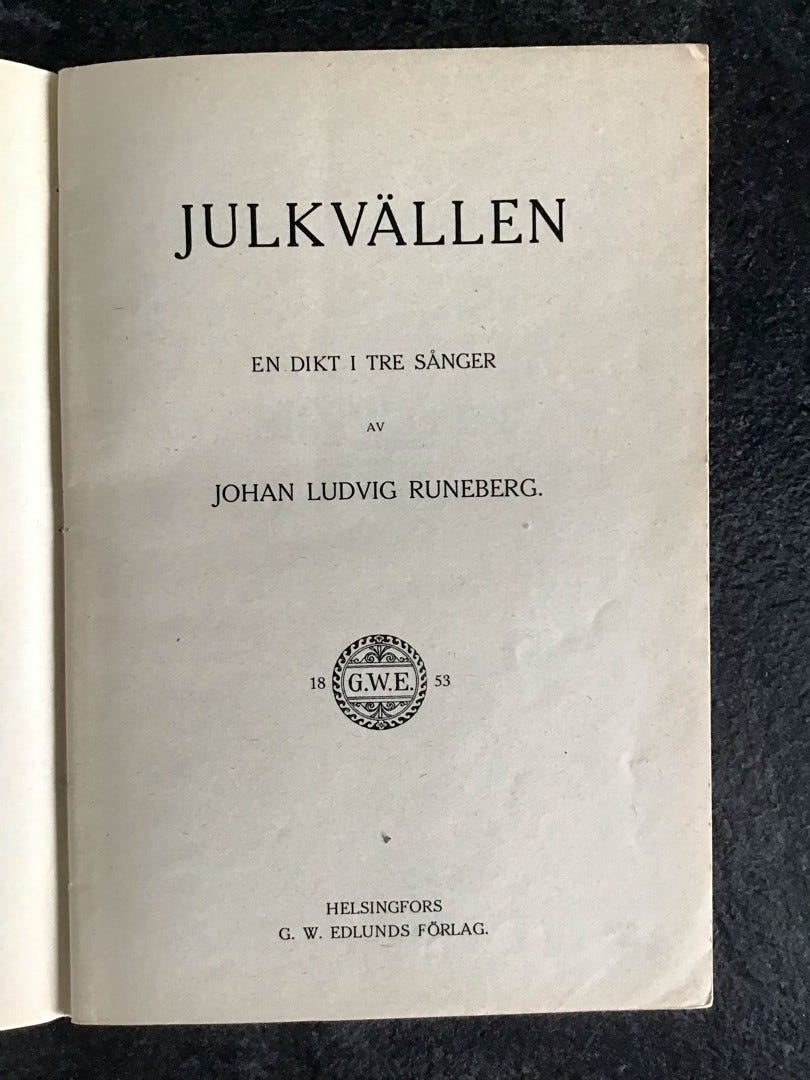 JULKVÄLLEN
EN DIKT I TRE SÅNGER
AV
JOHAN LUDVIG RUNEBERG.
18 G.W.E. 53
HELSINGFORS
G. W. EDLUNDS FÖRLAG.